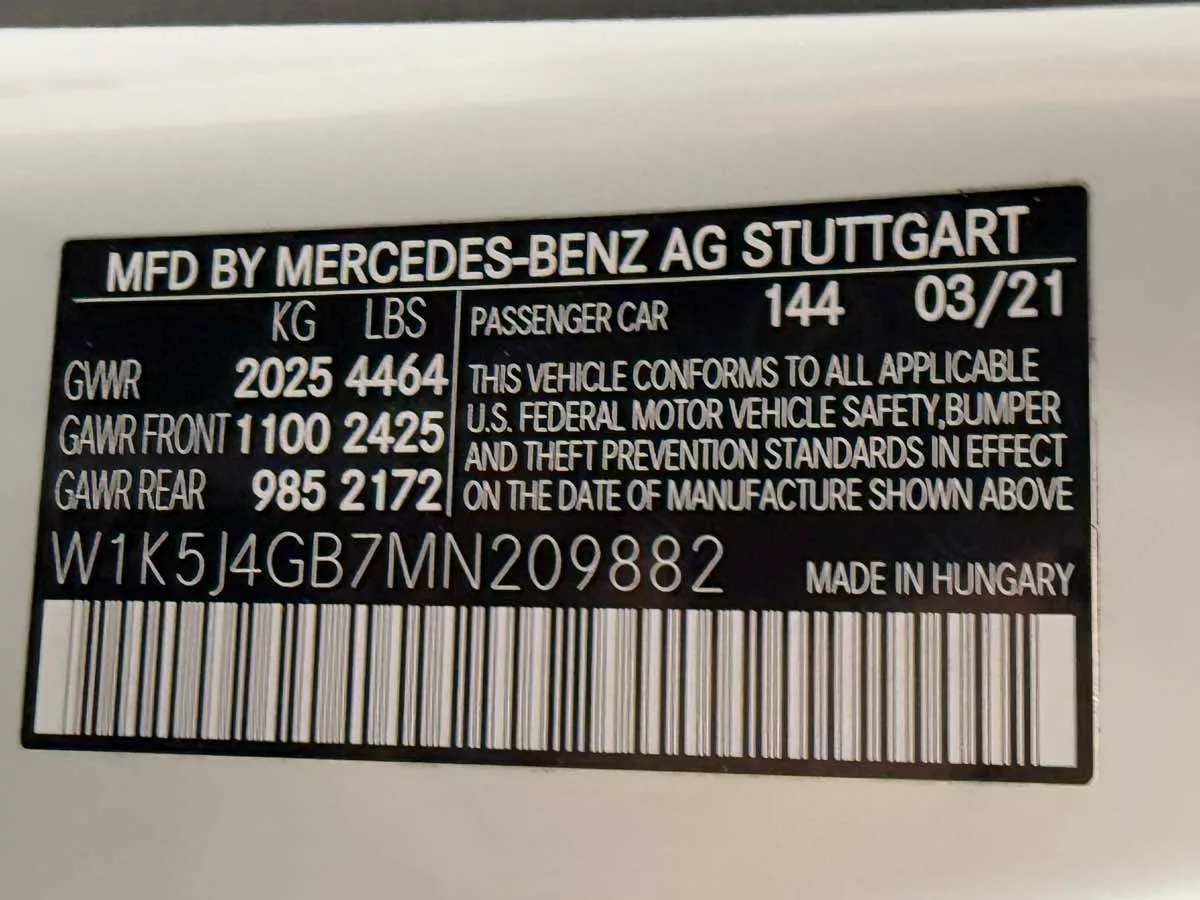 MFD BY MERCEDES-BENZ AG STUTTGART
KG LBS
GVWR 2025 4464
GAWR FRONT 1100 2425
GAWR REAR 985 2172
PASSENGER CAR 144 03/21
THIS VEHICLE CONFORMS TO ALL APPLICABLE
U.S. FEDERAL MOTOR VEHICLE SAFETY,BUMPER
AND THEFT PREVENTION STANDARDS IN EFFECT
ON THE DATE OF MANUFACTURE SHOWN ABOVE
W1K5J4GB7MN209882
MADE IN HUNGARY